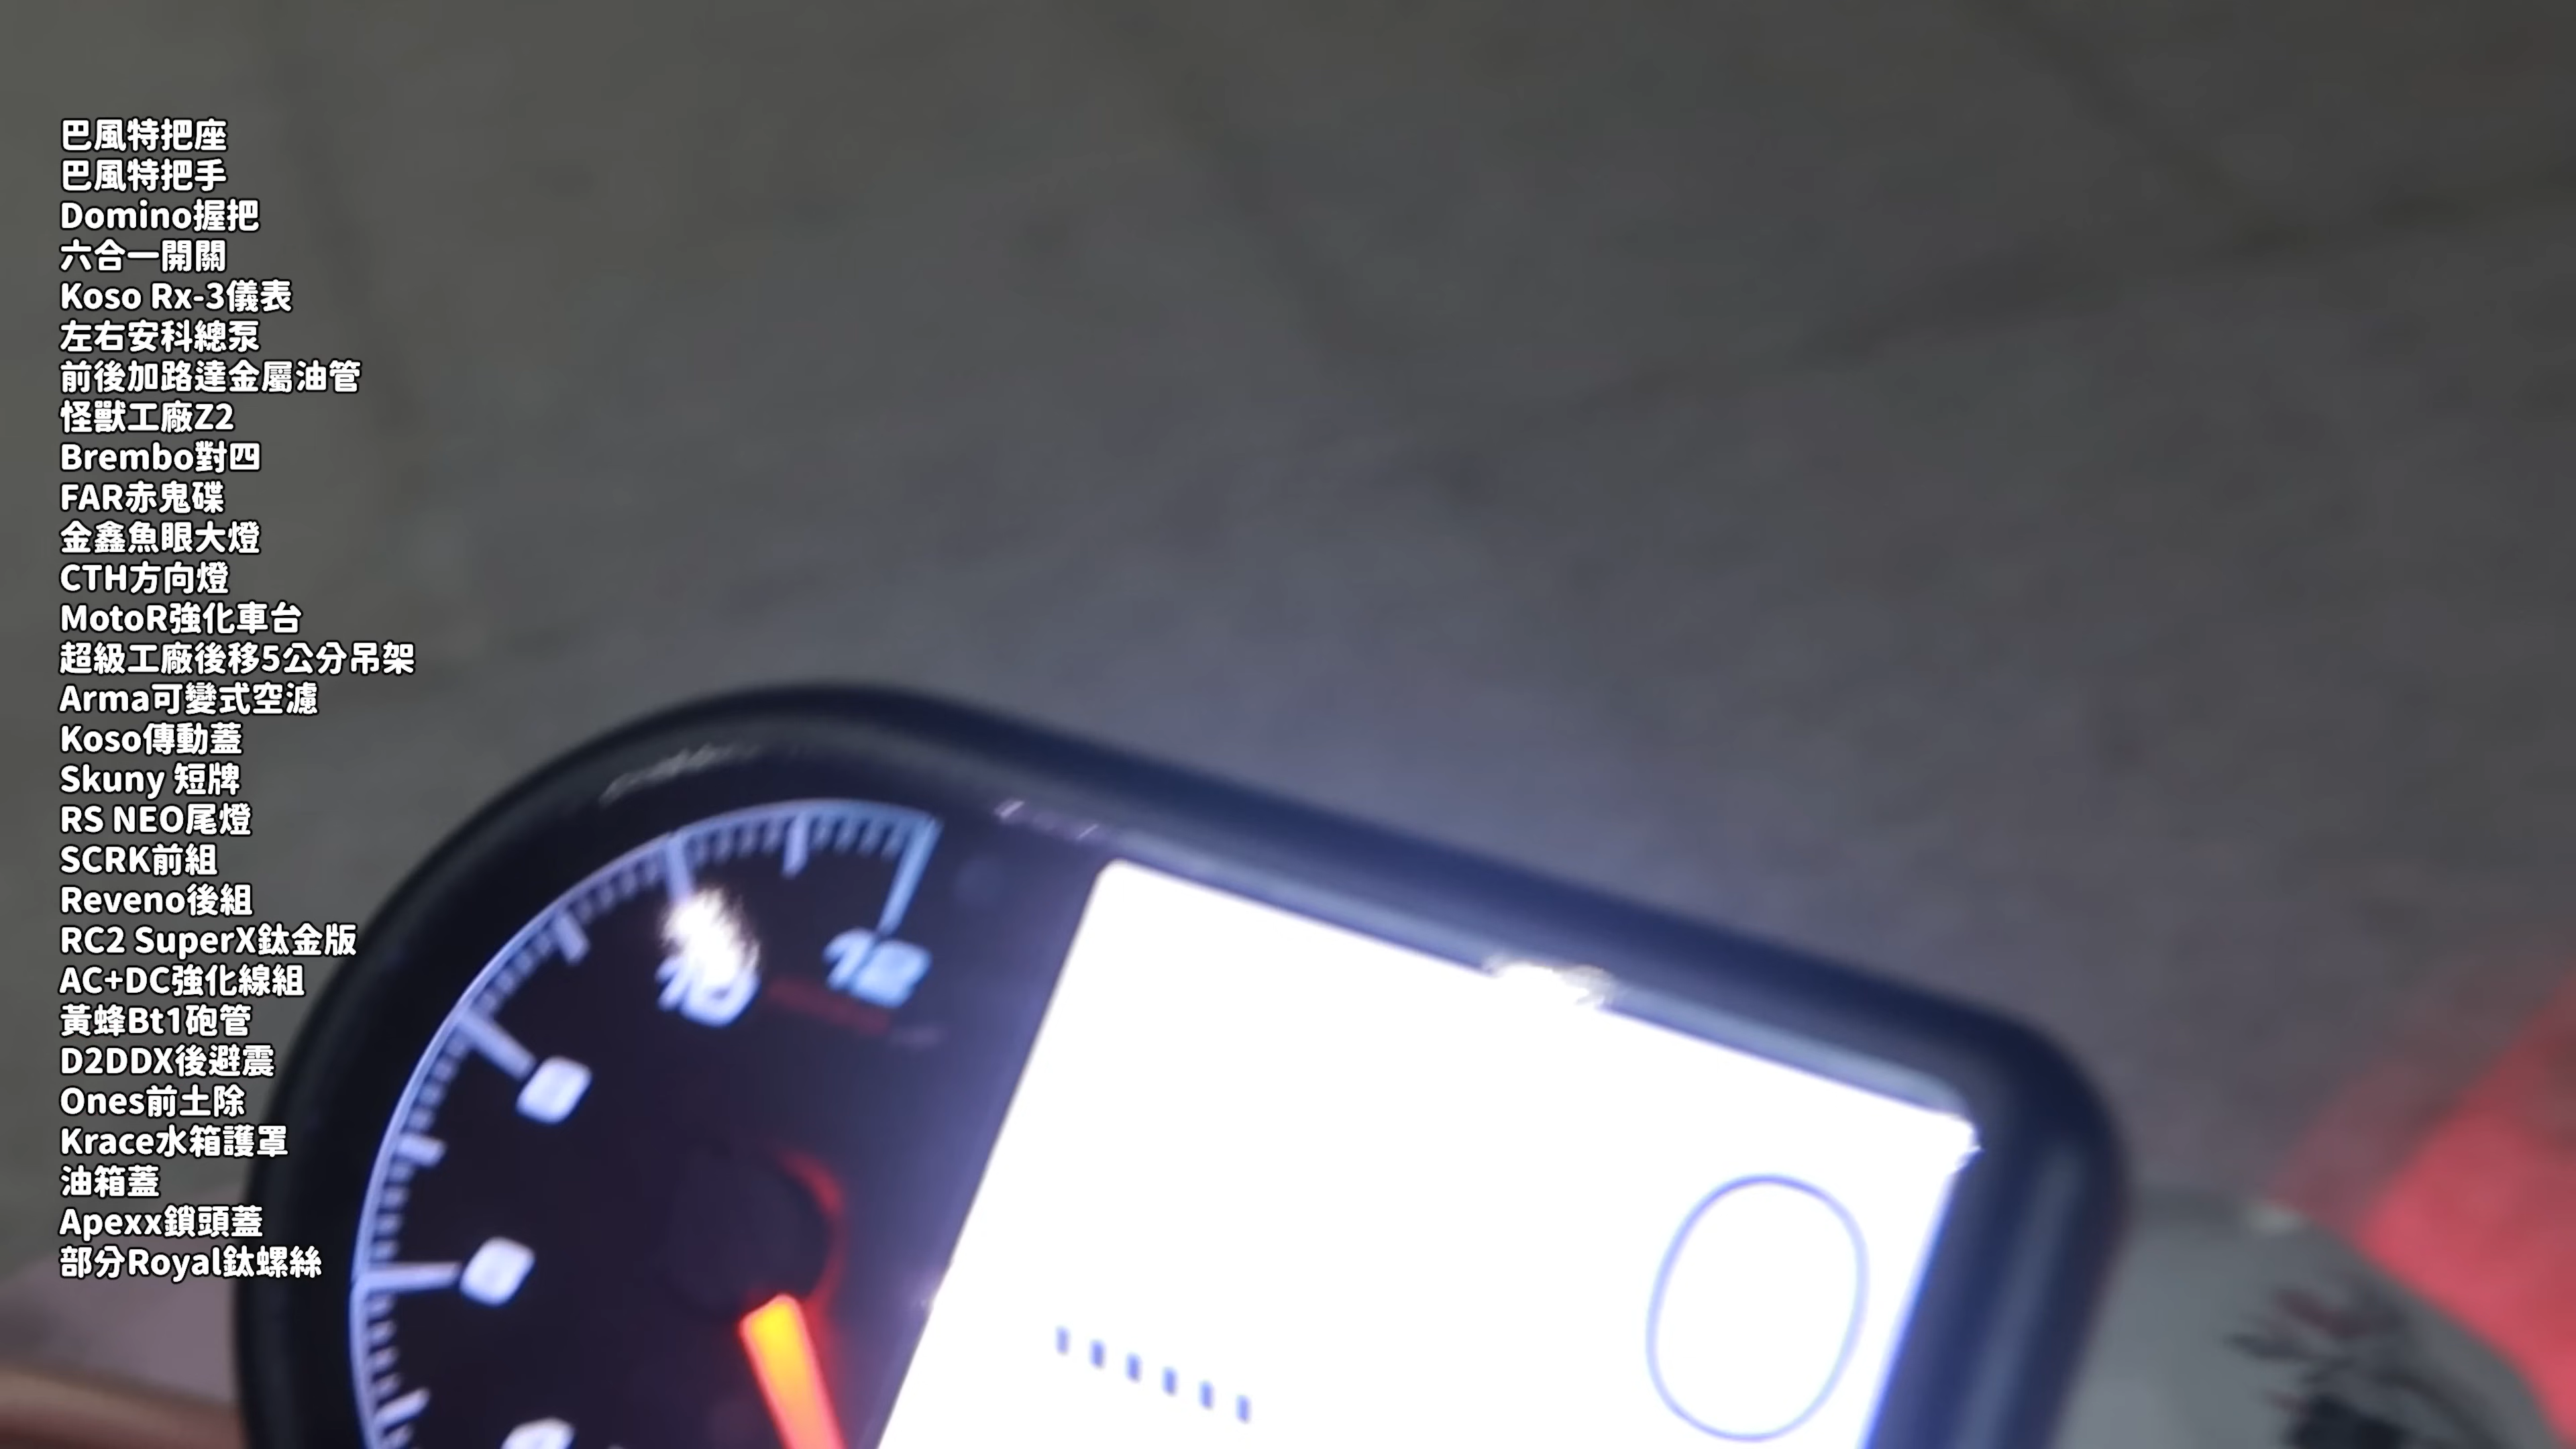 巴風特把座
巴風特把手
Domino握把
六合一開關
Koso Rx-3儀表
左右安科總泵
前後加路達金屬油管
怪獸工廠Z2
Brembo對四
FAR赤鬼碟
金鑫魚眼大燈
CTH方向燈
MotoR強化車台
超級工廠後移5公分吊架
Arma可變式空濾
Koso傳動蓋
Skuny 短牌
RS NEO尾燈
SCRK前組
Reveno後組
RC2 SuperX鈦金版
AC+DC強化線組
黃蜂Bt1砲管
D2DDX後避震
Ones前土除
Krace水箱護罩
油箱蓋
Apexx鎖頭蓋
部分Royal鈦螺絲
10
12
0